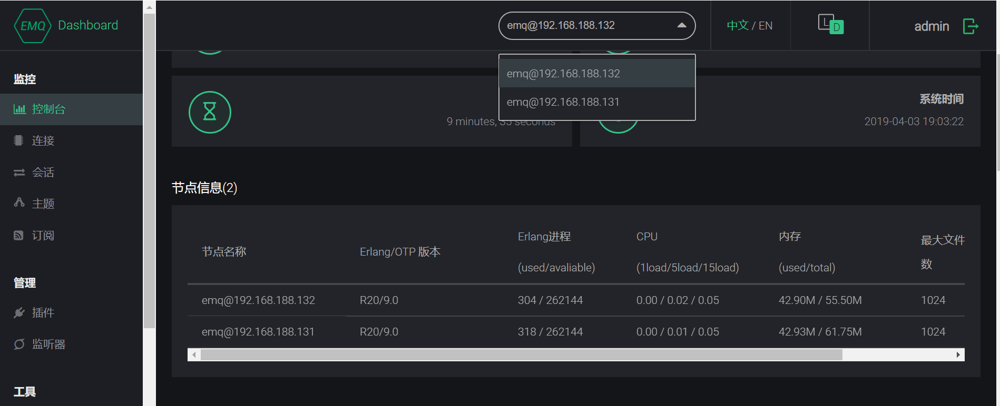 EMQ Dashboard
emq@192.168.188.132
中文 / EN
L
D
admin
emq@192.168.188.132
emq@192.168.188.131
监控
控制台
连接
会话
主题
订阅
管理
插件
监听器
工具
9 minutes, 35 seconds
系统时间
2019-04-03 19:03:22
节点信息(2)
节点名称 Erlang/OTP 版本 Erlang进程 (used/avaliable) CPU (1load/5load/15load) 内存 (used/total) 最大文件数
emq@192.168.188.132 R20/9.0 304 / 262144 0.00 / 0.02 / 0.05 42.90M / 55.50M 1024
emq@192.168.188.131 R20/9.0 318 / 262144 0.00 / 0.01 / 0.05 42.93M / 61.75M 1024